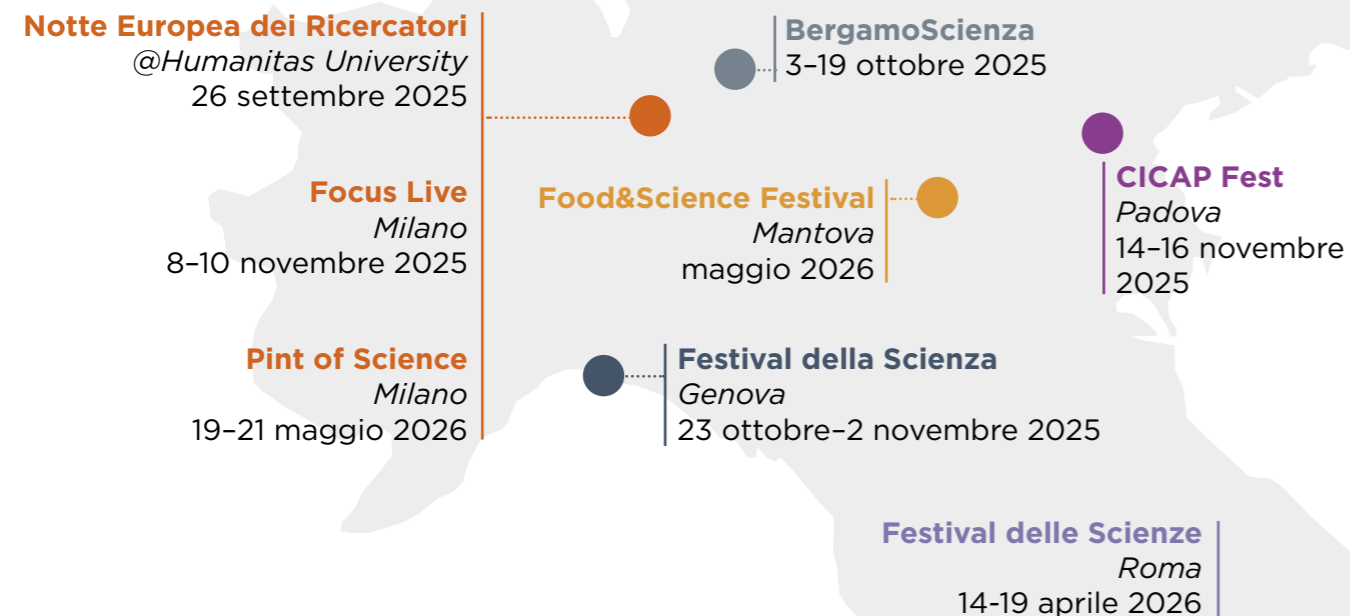 Notte Europea dei Ricercatori
@Humanitas University
26 settembre 2025
BergamoScienza
3–19 ottobre 2025
Focus Live
Milano
8–10 novembre 2025
Food&Science Festival
Mantova
maggio 2026
CICAP Fest
Padova
14–16 novembre
2025
Pint of Science
Milano
19–21 maggio 2026
Festival della Scienza
Genova
23 ottobre–2 novembre 2025
Festival delle Scienze
Roma
14-19 aprile 2026